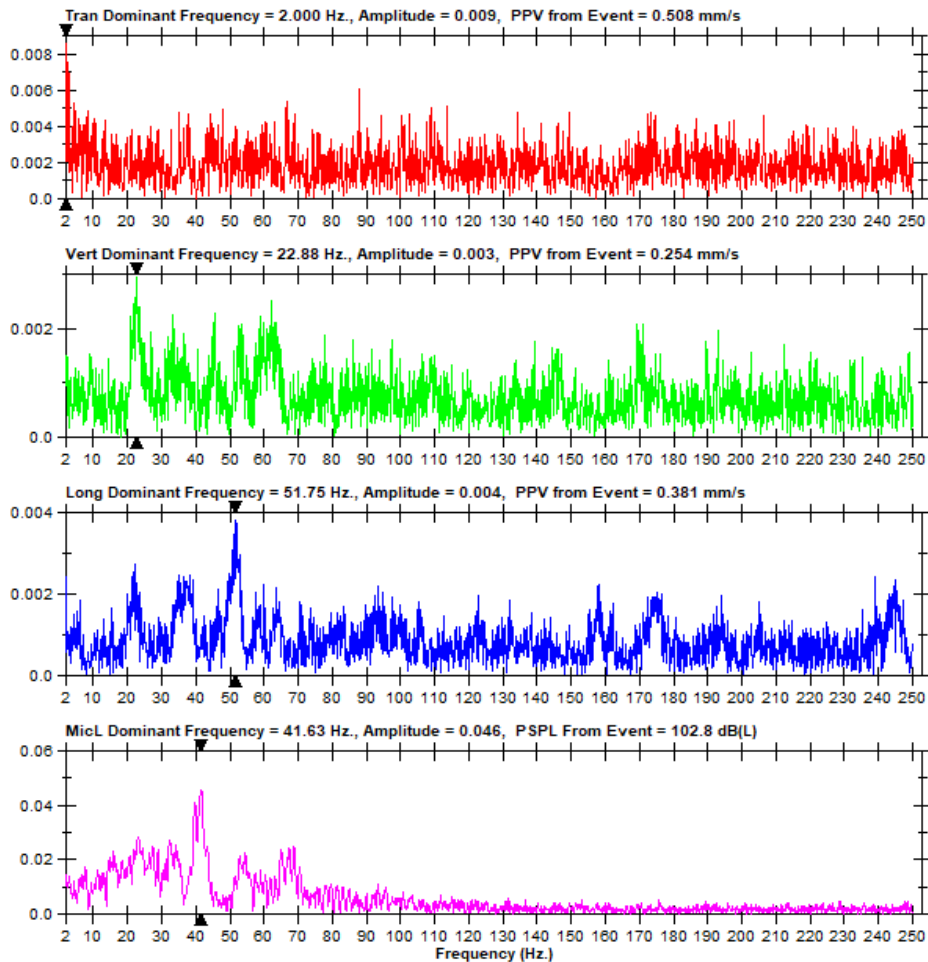 Tran Dominant Frequency = 2.000 Hz., Amplitude = 0.009, PPV from Event = 0.508 mm/s
0.008
0.006
0.004
0.002
0.0
2 10 20 30 40 50 60 70 80 90 100 110 120 130 140 150 160 170 180 190 200 210 220 230 240 250
Vert Dominant Frequency = 22.88 Hz., Amplitude = 0.003, PPV from Event = 0.254 mm/s
0.002
0.0
2 10 20 30 40 50 60 70 80 90 100 110 120 130 140 150 160 170 180 190 200 210 220 230 240 250
Long Dominant Frequency = 51.75 Hz., Amplitude = 0.004, PPV from Event = 0.381 mm/s
0.004
0.002
0.0
2 10 20 30 40 50 60 70 80 90 100 110 120 130 140 150 160 170 180 190 200 210 220 230 240 250
MicL Dominant Frequency = 41.63 Hz., Amplitude = 0.046, PSPL From Event = 102.8 dB(L)
0.06
0.04
0.02
0.0
2 10 20 30 40 50 60 70 80 90 100 110 120 130 140 150 160 170 180 190 200 210 220 230 240 250
Frequency (Hz.)